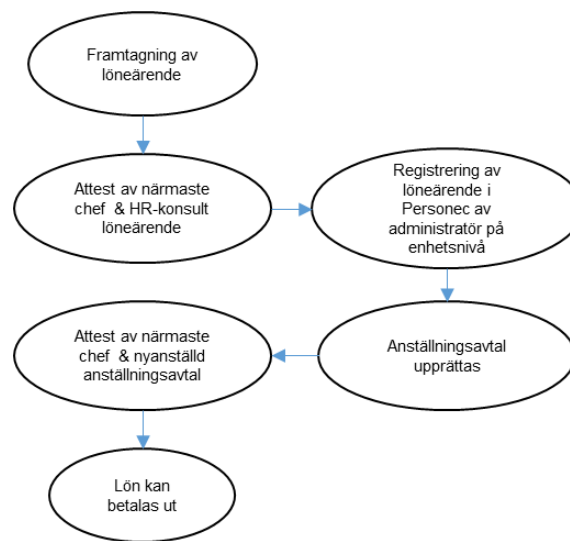 Framtagning av
löneärende
Attest av närmaste
chef & HR-konsult
löneärende
Registrering av
löneärende i
Personec av
administratör på
enhetsnivå
Anställningsavtal
upprättas
Attest av närmaste
chef & nyanställd
anställningsavtal
Lön kan
betalas ut